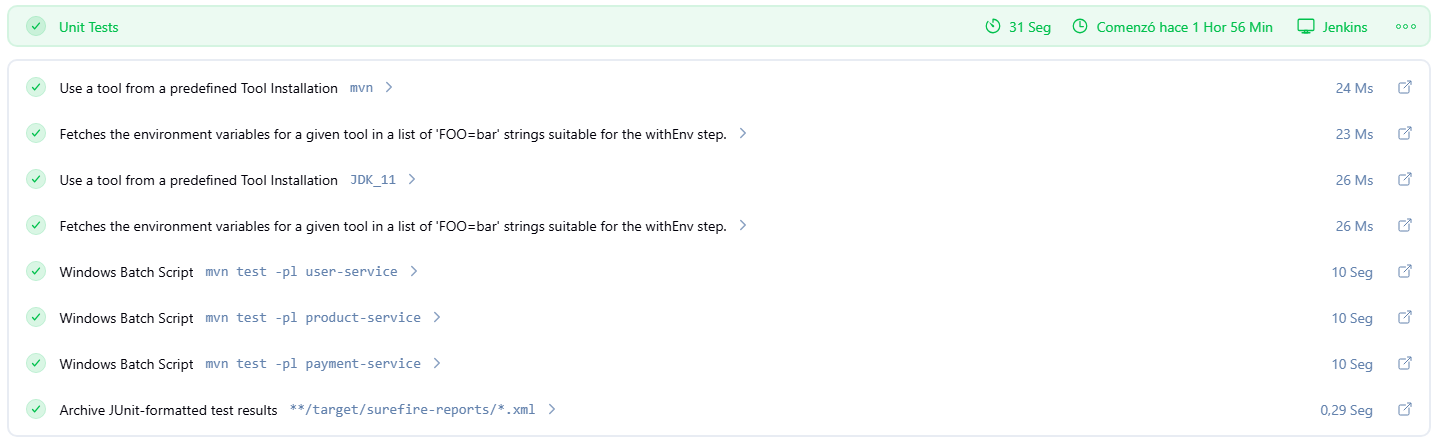 Unit Tests 31 Seg Comenzó hace 1 Hor 56 Min Jenkins
Use a tool from a predefined Tool Installation mvn 24 Ms
Fetches the environment variables for a given tool in a list of 'FOO=bar' strings suitable for the withEnv step. 23 Ms
Use a tool from a predefined Tool Installation JDK_11 26 Ms
Fetches the environment variables for a given tool in a list of 'FOO=bar' strings suitable for the withEnv step. 26 Ms
Windows Batch Script mvn test -pl user-service 10 Seg
Windows Batch Script mvn test -pl product-service 10 Seg
Windows Batch Script mvn test -pl payment-service 10 Seg
Archive JUnit-formatted test results **/target/surefire-reports/*.xml 0,29 Seg